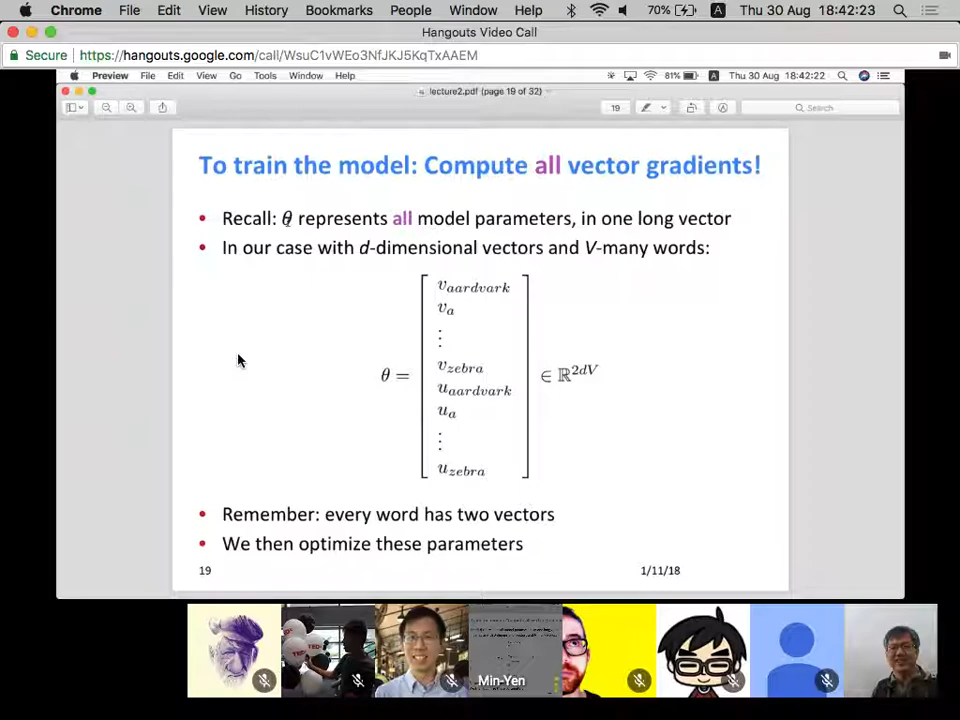 Chrome File Edit View History Bookmarks People Window Help 70% A Thu 30 Aug 18:42:23
Hangouts Video Call
Secure https://hangouts.google.com/call/WsuC1vWEo3NfJKJ5KqTxAAEM
Preview File Edit View Go Tools Window Help 81% A Thu 30 Aug 18:42:22
lecture2.pdf (page 19 of 32)
19 Search
To train the model: Compute all vector gradients!
• Recall: θ represents all model parameters, in one long vector
• In our case with d-dimensional vectors and V-many words:
v_aardvark
v_a
⋮
v_zebra
θ = ∈ ℝ^2dV
u_aardvark
u_a
⋮
u_zebra
• Remember: every word has two vectors
• We then optimize these parameters
19 1/11/18
TED
Min-Yen